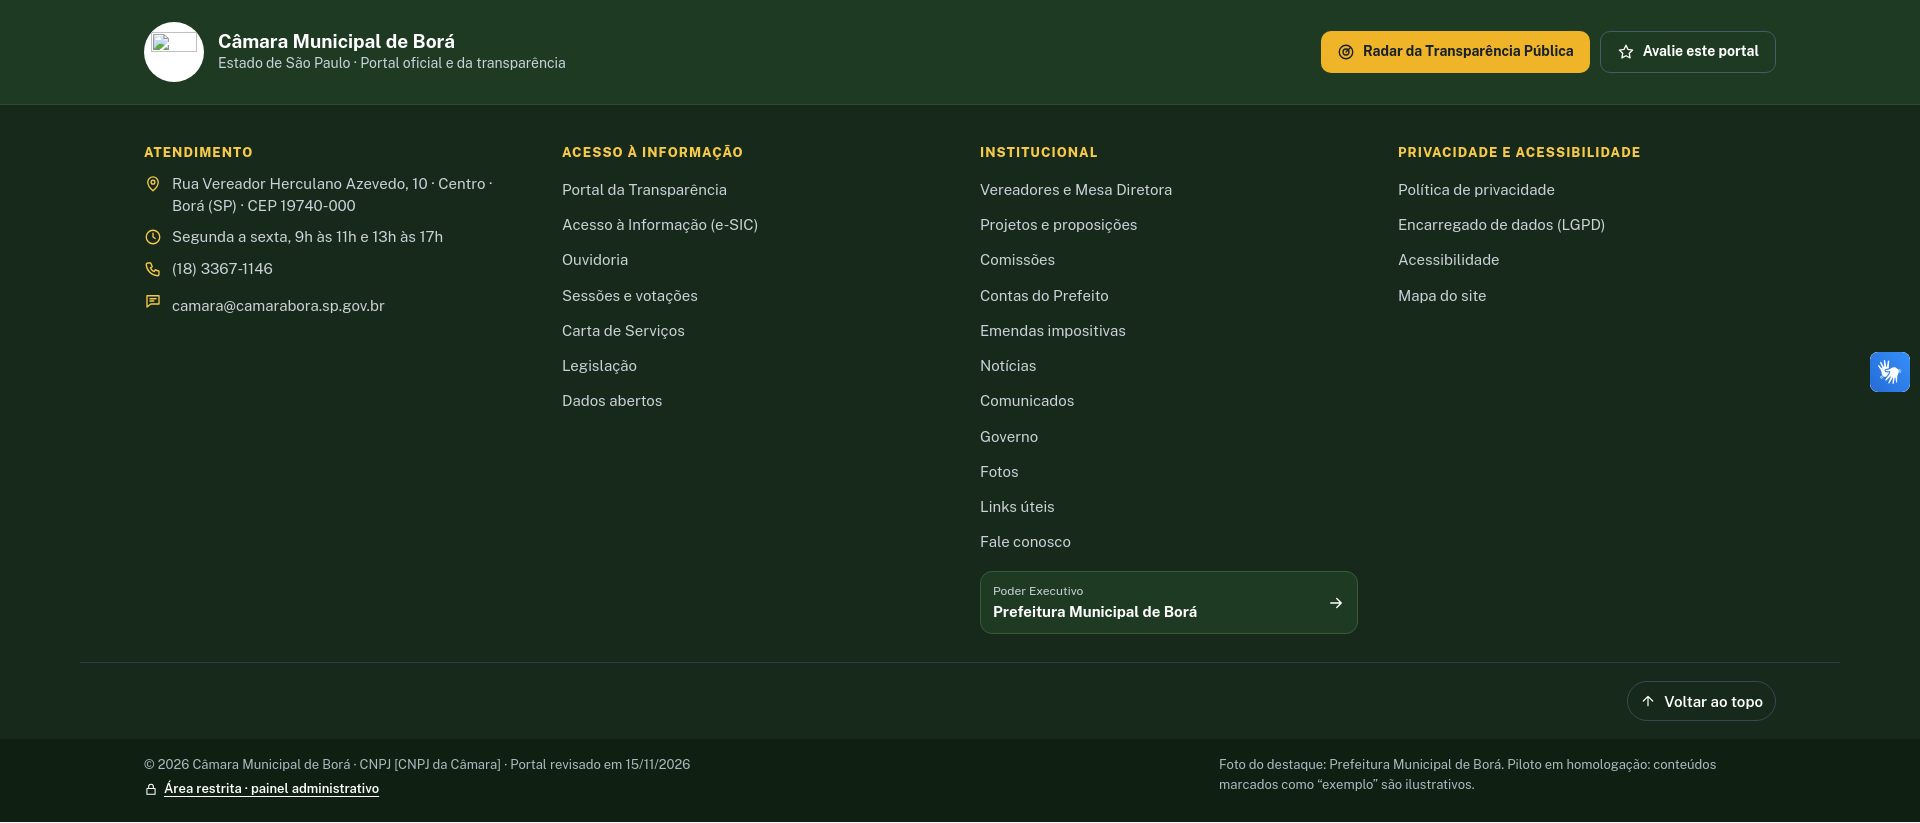 Câmara Municipal de Borá
Estado de São Paulo · Portal oficial e da transparência
Radar da Transparência Pública
Avalie este portal
ATENDIMENTO
Rua Vereador Herculano Azevedo, 10 · Centro ·
Borá (SP) · CEP 19740-000
Segunda a sexta, 9h às 11h e 13h às 17h
(18) 3367-1146
camara@camarabora.sp.gov.br
ACESSO À INFORMAÇÃO
Portal da Transparência
Acesso à Informação (e-SIC)
Ouvidoria
Sessões e votações
Carta de Serviços
Legislação
Dados abertos
INSTITUCIONAL
Vereadores e Mesa Diretora
Projetos e proposições
Comissões
Contas do Prefeito
Emendas impositivas
Notícias
Comunicados
Governo
Fotos
Links úteis
Fale conosco
Poder Executivo
Prefeitura Municipal de Borá
PRIVACIDADE E ACESSIBILIDADE
Política de privacidade
Encarregado de dados (LGPD)
Acessibilidade
Mapa do site
Voltar ao topo
© 2026 Câmara Municipal de Borá · CNPJ [CNPJ da Câmara] · Portal revisado em 15/11/2026
Área restrita · painel administrativo
Foto do destaque: Prefeitura Municipal de Borá. Piloto em homologação: conteúdos
marcados como “exemplo” são ilustrativos.